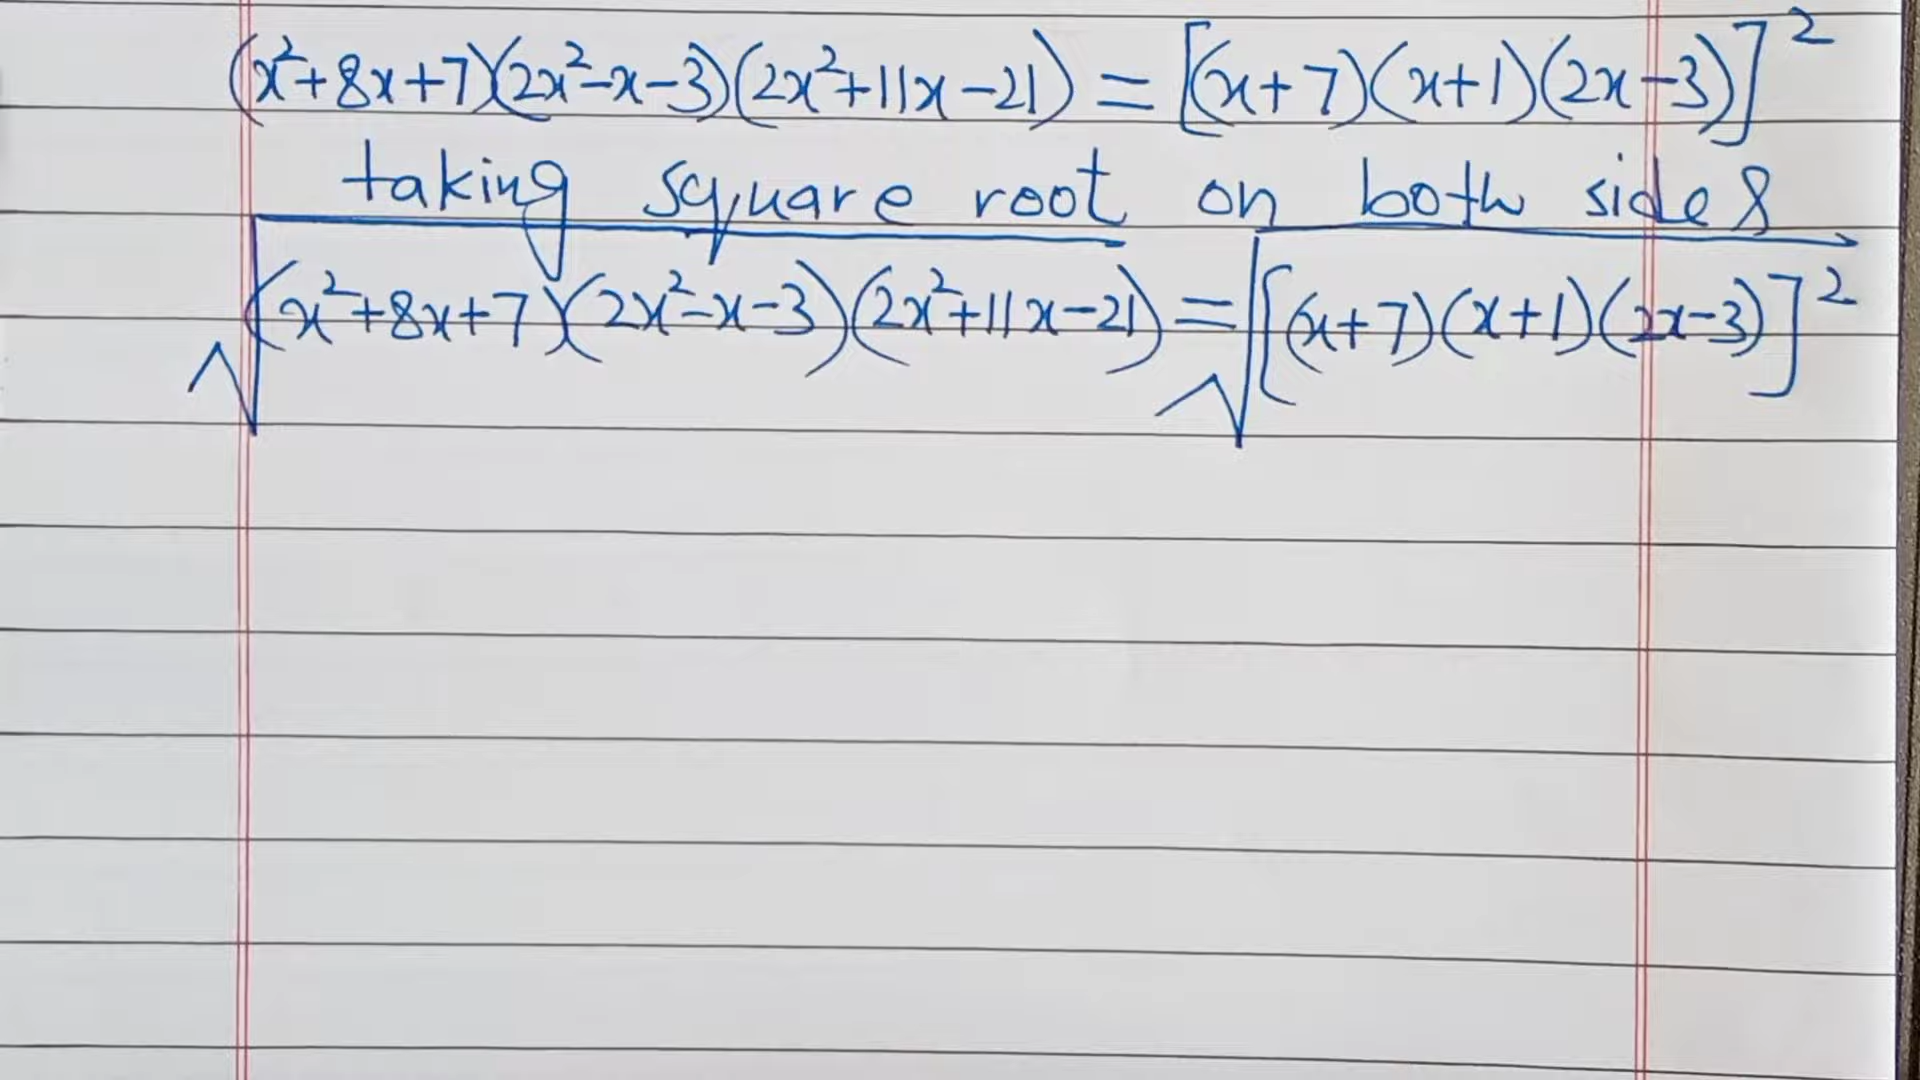 (x²+8x+7)(2x²-x-3)(2x²+11x-21) = [(x+7)(x+1)(2x-3)]²
taking square root on both sides
√(x²+8x+7)(2x²-x-3)(2x²+11x-21) = √[(x+7)(x+1)(2x-3)]²